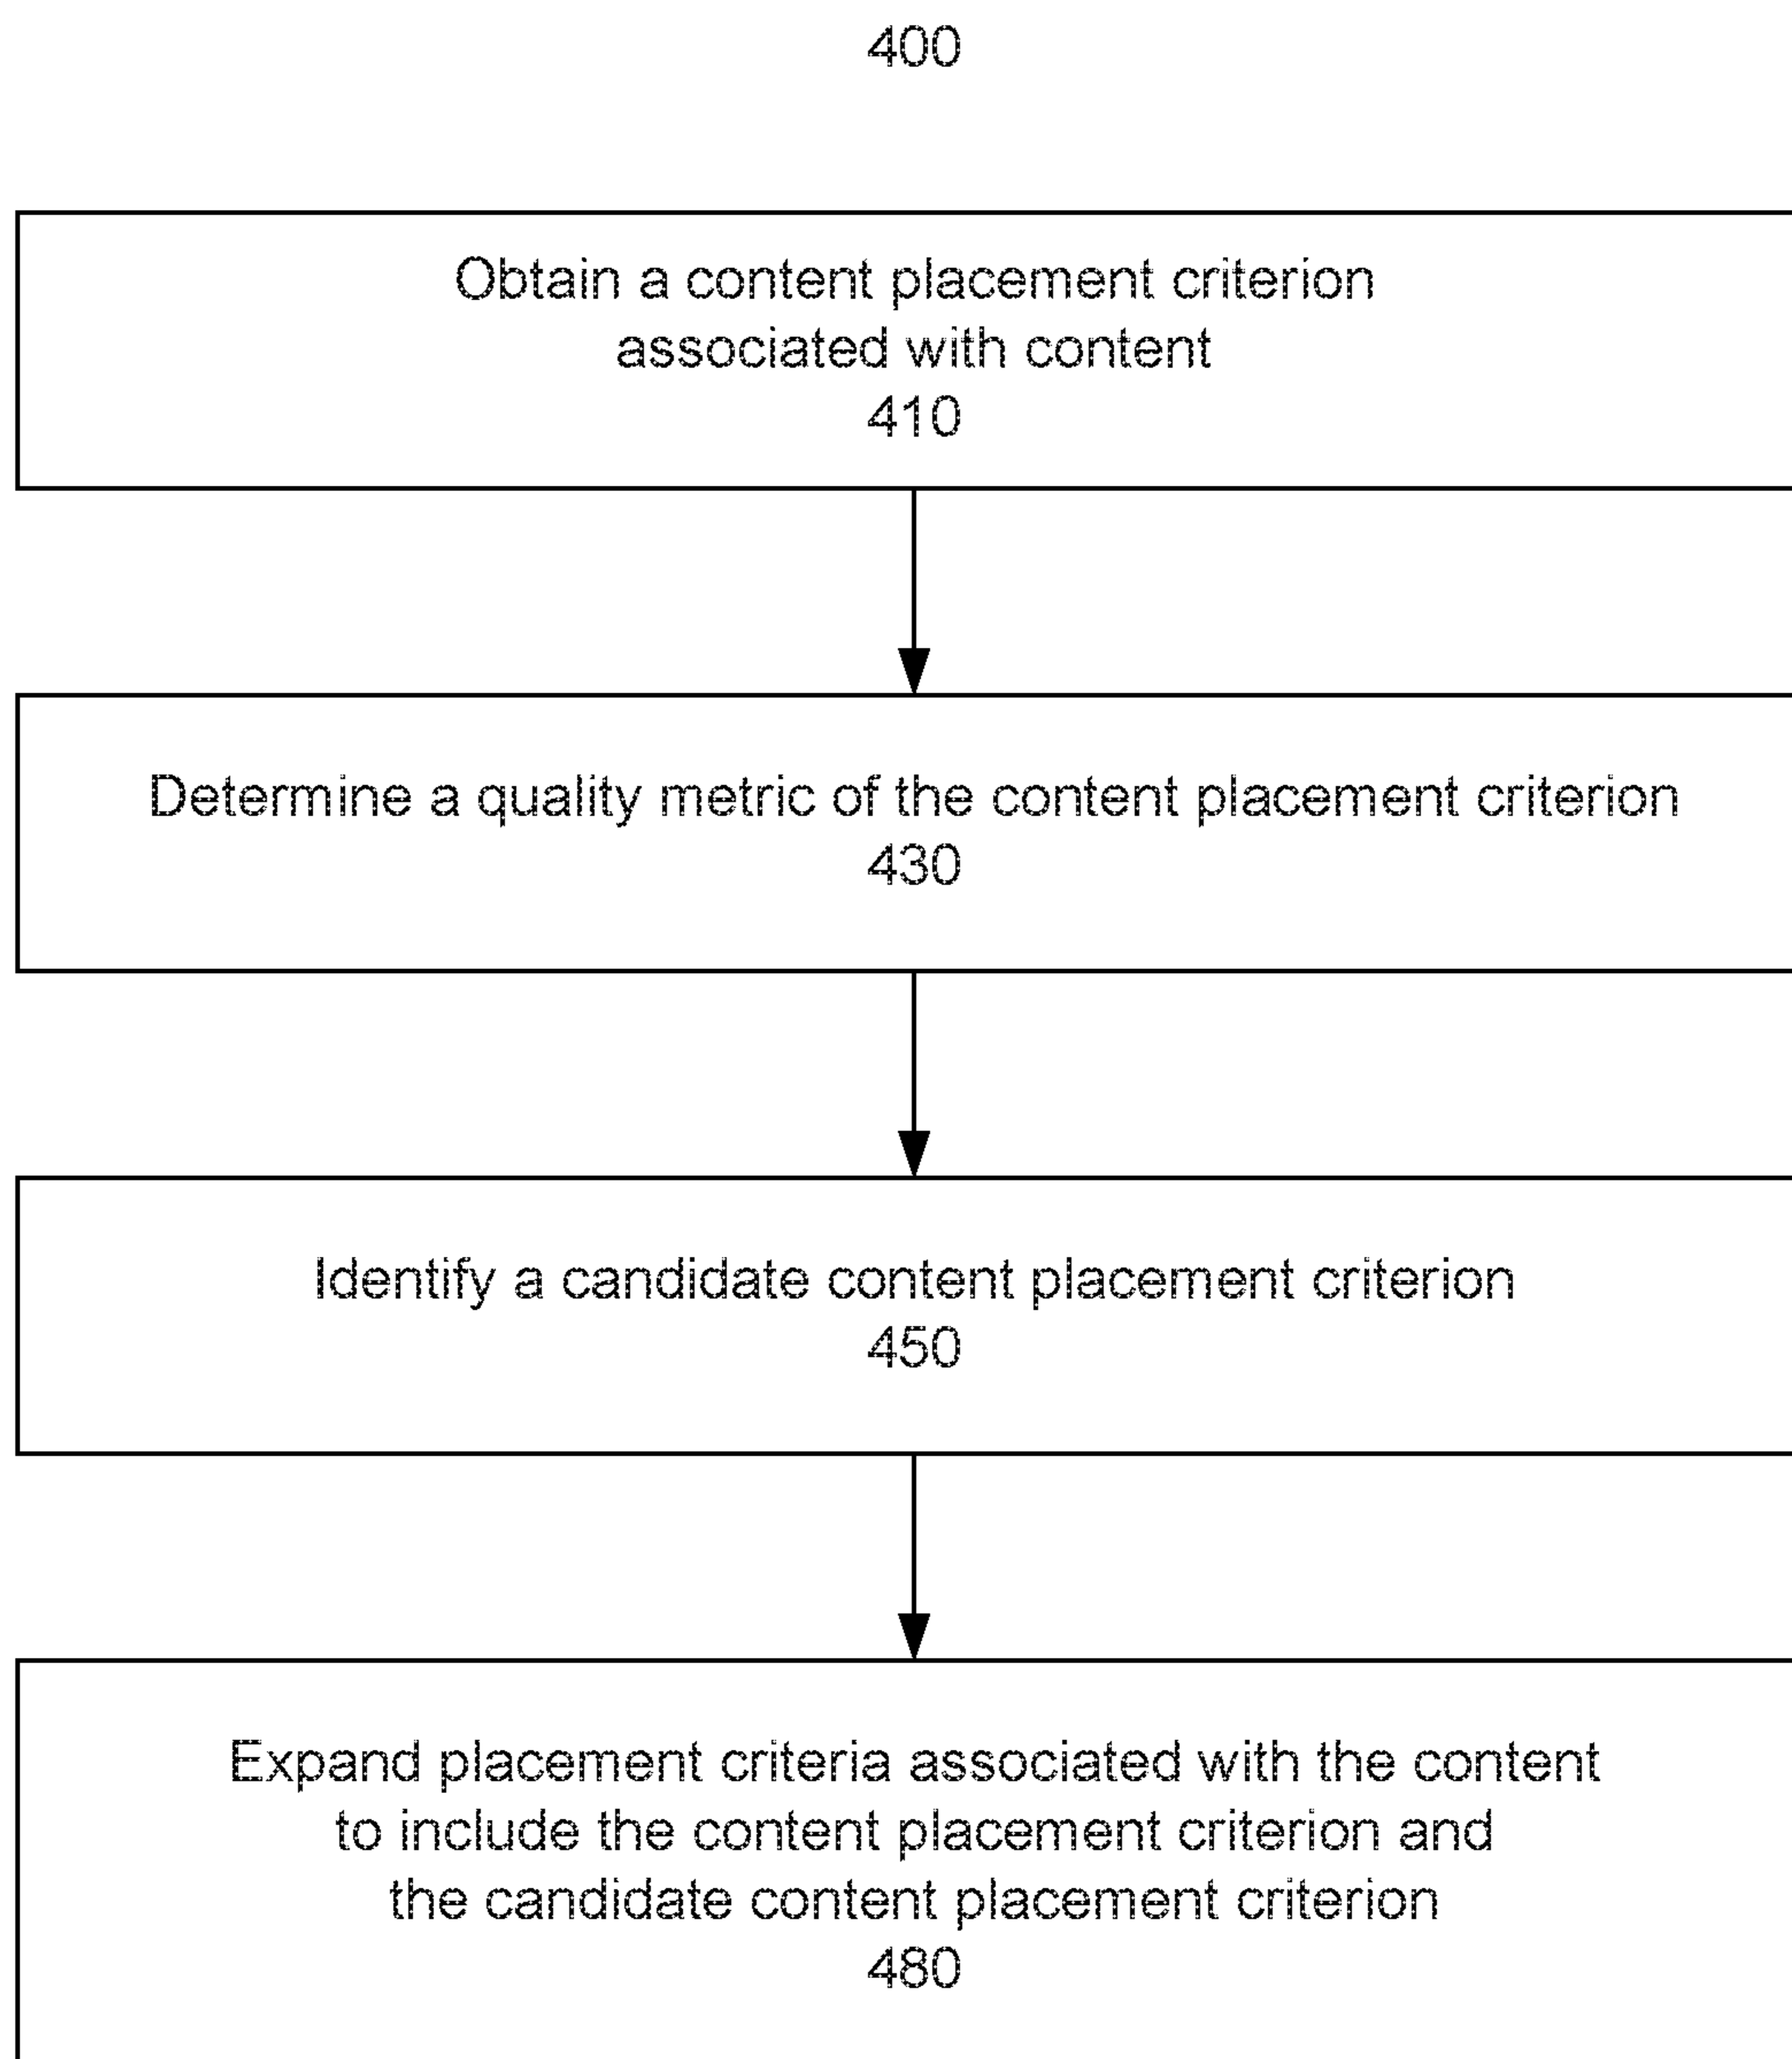 400
Obtain a content placement criterion
associated with content
410
Determine a quality metric of the content placement criterion
430
Identify a candidate content placement criterion
450
Expand placement criteria associated with the content
to include the content placement criterion and
the candidate content placement criterion
480